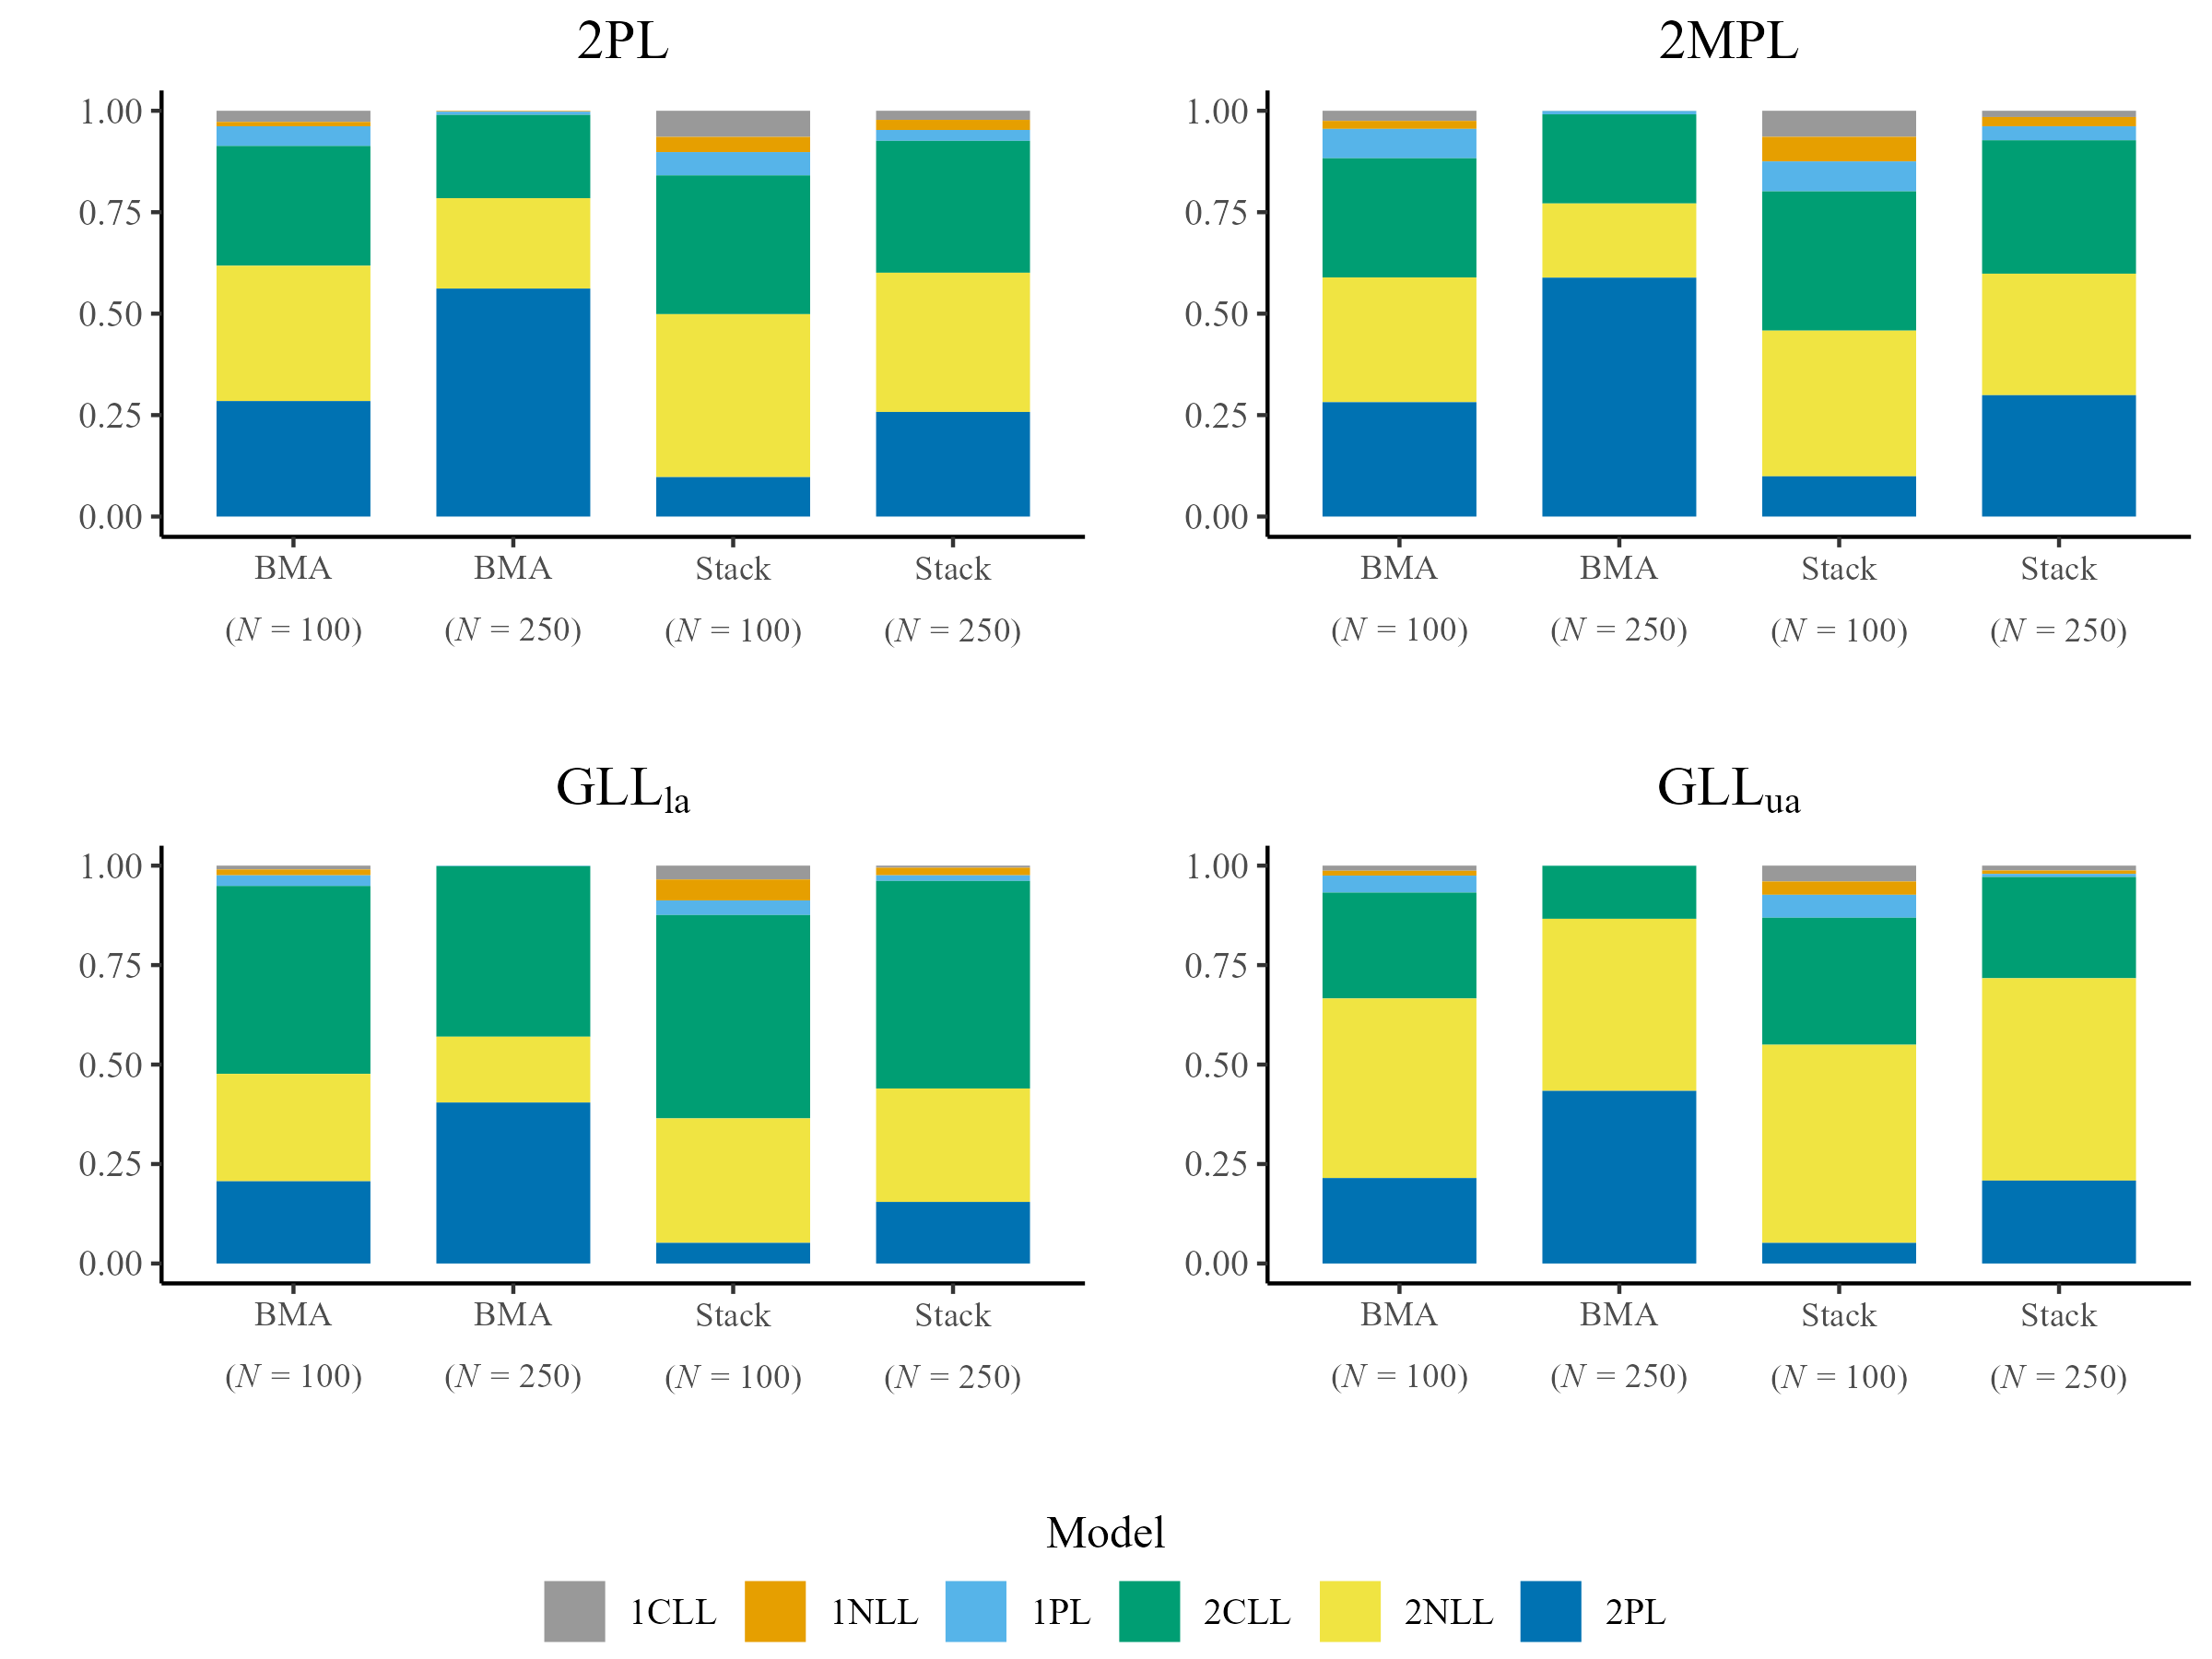 2PL
1.00
0.75
0.50
0.25
0.00
BMA BMA Stack Stack
(N = 100) (N = 250) (N = 100) (N = 250)
2MPL
1.00
0.75
0.50
0.25
0.00
BMA BMA Stack Stack
(N = 100) (N = 250) (N = 100) (N = 250)
GLLla
1.00
0.75
0.50
0.25
0.00
BMA BMA Stack Stack
(N = 100) (N = 250) (N = 100) (N = 250)
GLLua
1.00
0.75
0.50
0.25
0.00
BMA BMA Stack Stack
(N = 100) (N = 250) (N = 100) (N = 250)
Model
1CLL 1NLL 1PL 2CLL 2NLL 2PL